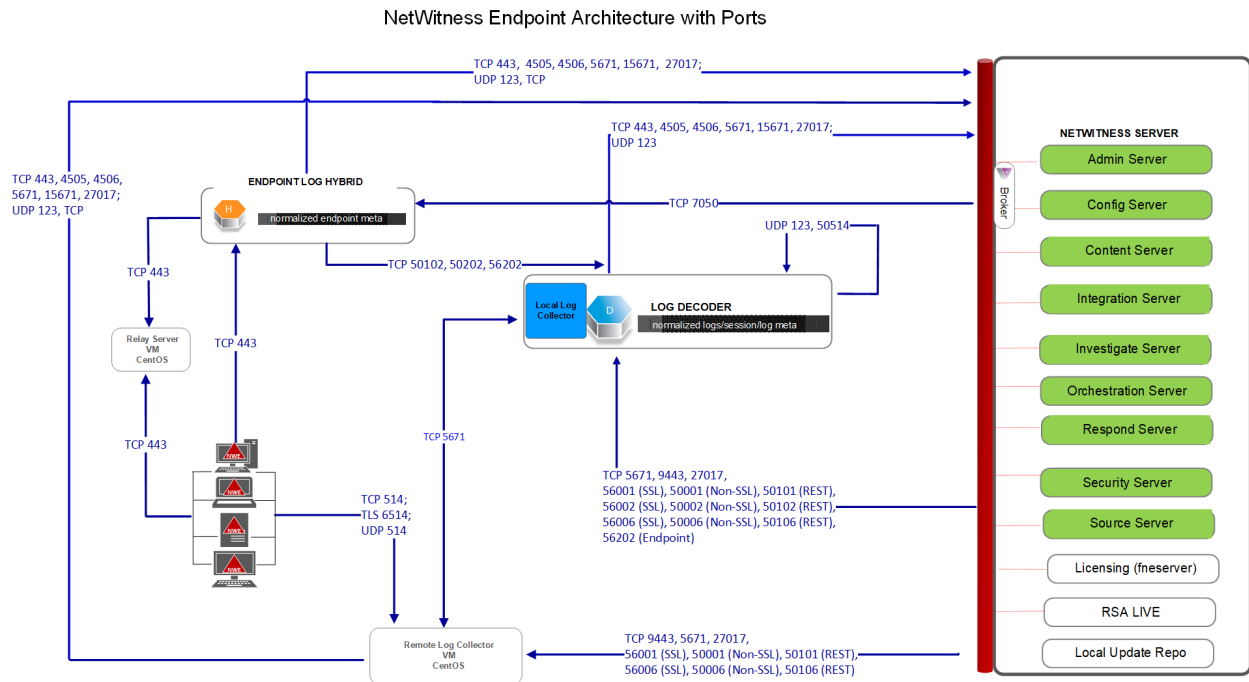 NetWitness Endpoint Architecture with Ports
TCP 443, 4505, 4506, 5671, 15671, 27017;
UDP 123, TCP
TCP 443, 4505, 4506, 5671, 15671, 27017;
UDP 123
NETWITNESS SERVER
Admin Server
Broker
Config Server
Content Server
Integration Server
Investigate Server
Orchestration Server
Respond Server
Security Server
Source Server
Licensing (fneserver)
RSA LIVE
Local Update Repo
TCP 443, 4505, 4506,
5671, 15671, 27017;
UDP 123, TCP
ENDPOINT LOG HYBRID
H
normalized endpoint meta
TCP 7050
UDP 123, 50514
TCP 443
TCP 50102, 50202, 56202
Local Log
Collector
D
LOG DECODER
normalized logs/session/log meta
Relay Server
VM
CentOS
TCP 443
TCP 443
TCP 5671
NWE
NWE
NWE
NWE
TCP 514;
TLS 6514;
UDP 514
TCP 5671, 9443, 27017,
56001 (SSL), 50001 (Non-SSL), 50101 (REST),
56002 (SSL), 50002 (Non-SSL), 50102 (REST),
56006 (SSL), 50006 (Non-SSL), 50106 (REST),
56202 (Endpoint)
Remote Log Collector
VM
CentOS
TCP 9443, 5671, 27017,
56001 (SSL), 50001 (Non-SSL), 50101 (REST),
56006 (SSL), 50006 (Non-SSL), 50106 (REST)